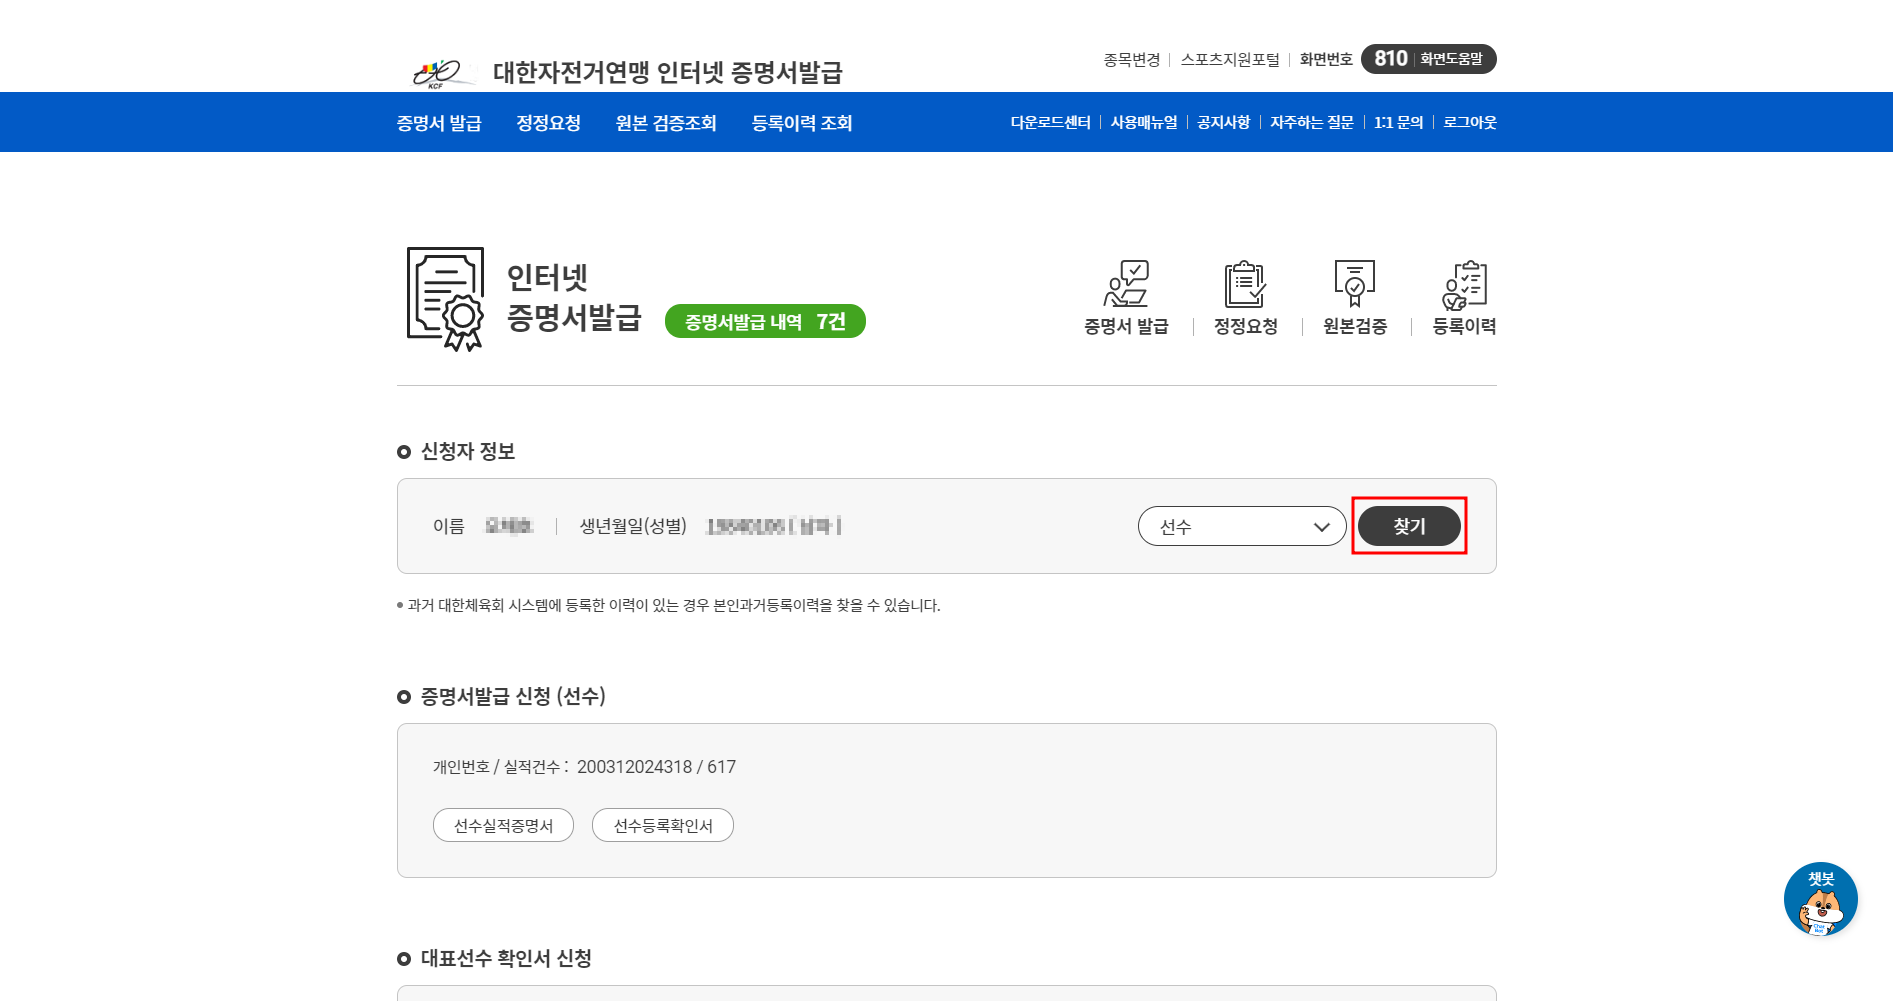 KCF
대한자전거연맹 인터넷 증명서발급
종목변경 | 스포츠지원포털 | 화면번호 810 | 화면도움말
증명서 발급 정정요청 원본 검증조회 등록이력 조회
다운로드센터 | 사용매뉴얼 | 공지사항 | 자주하는 질문 | 1:1 문의 | 로그아웃
인터넷
증명서발급
증명서발급 내역 7건
증명서 발급 | 정정요청 | 원본검증 | 등록이력
신청자 정보
이름 | 생년월일(성별)
선수
찾기
과거 대한체육회 시스템에 등록한 이력이 있는 경우 본인과거등록이력을 찾을 수 있습니다.
증명서발급 신청 (선수)
개인번호 / 실적건수 : 200312024318 / 617
선수실적증명서 선수등록확인서
챗봇
대표선수 확인서 신청